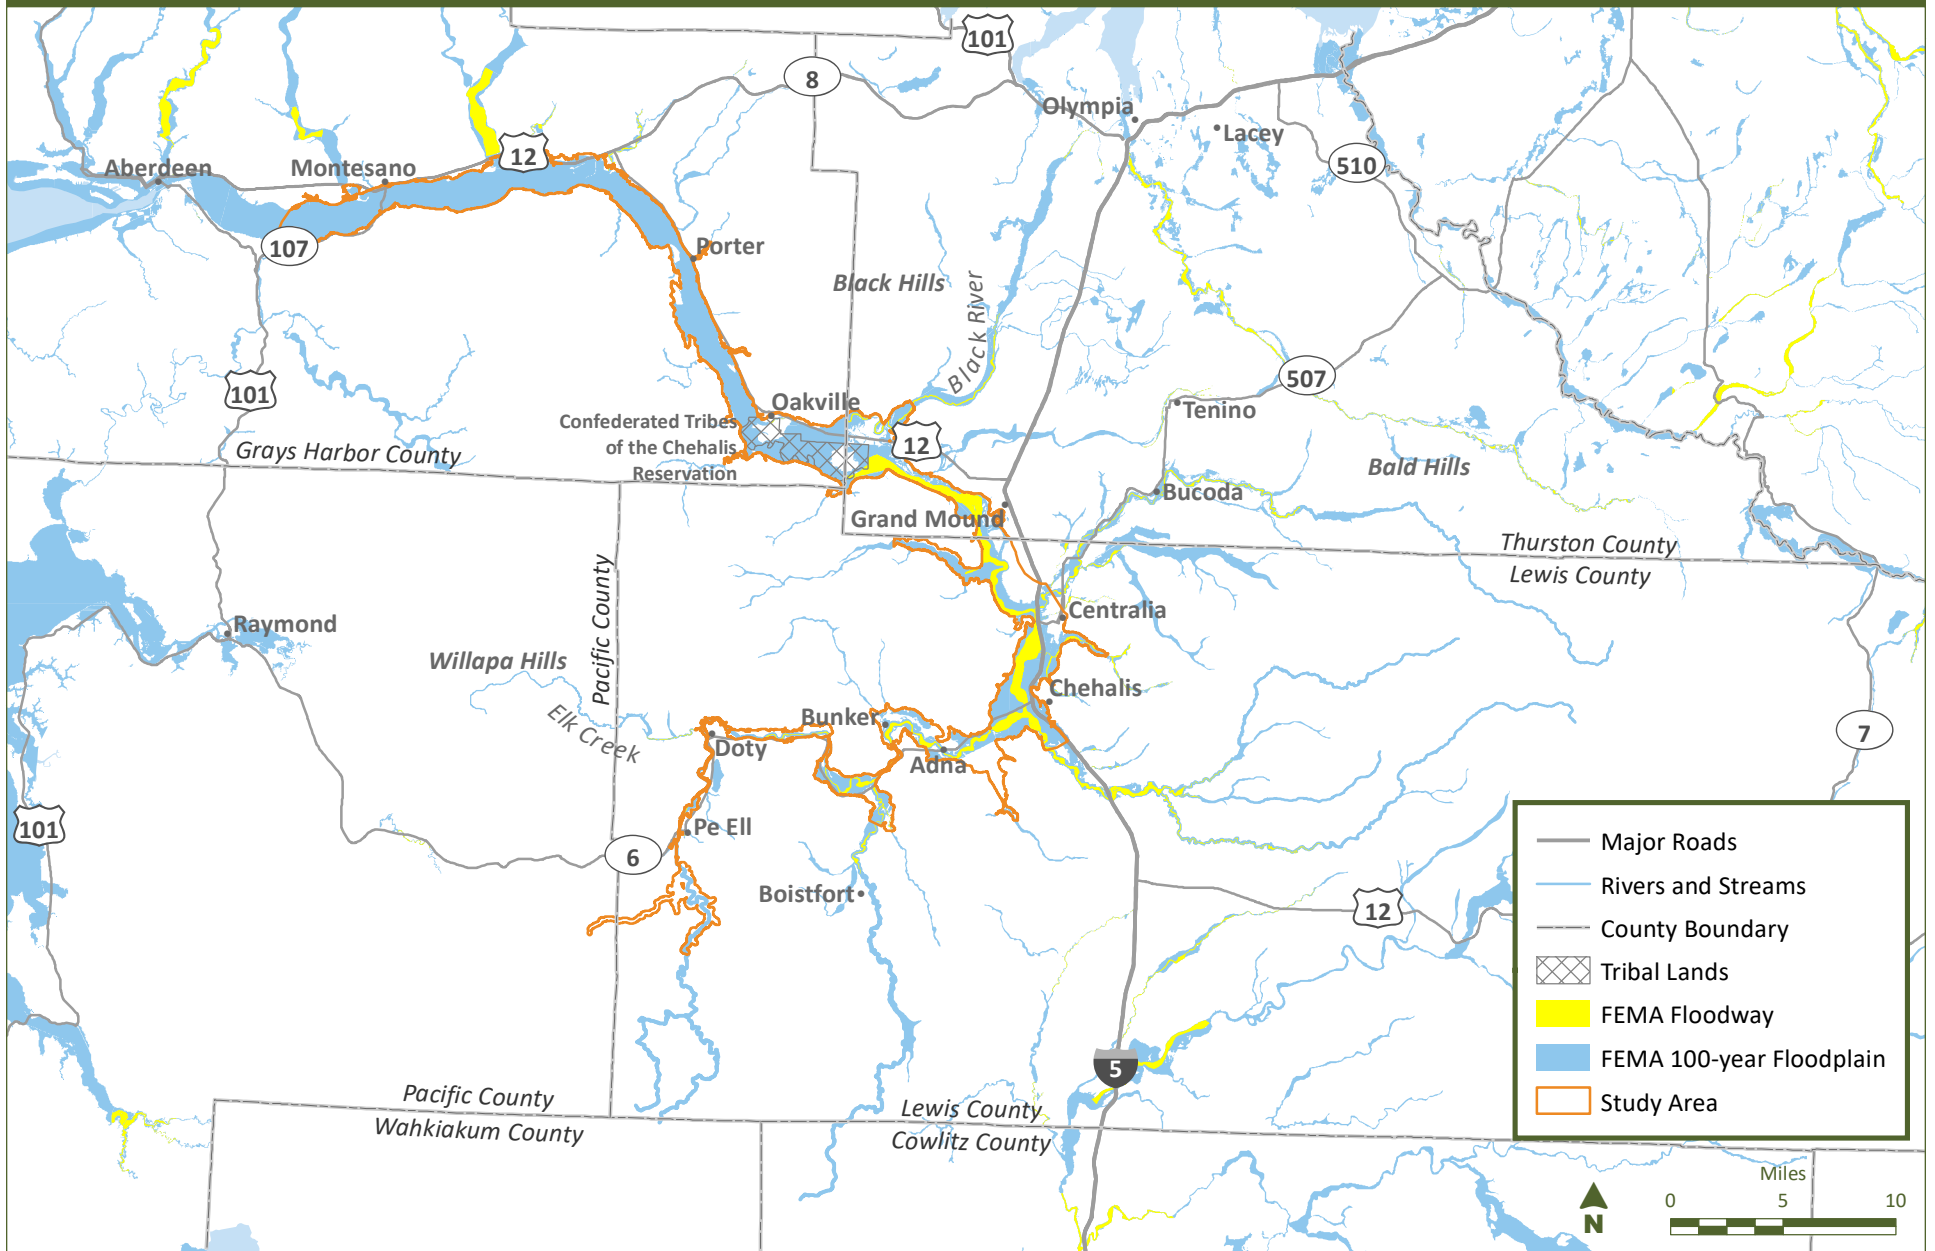 101
8
Olympia
Lacey
12
510
Aberdeen
Montesano
107
Porter
Black Hills
Black River
507
101
Oakville
Tenino
Confederated Tribes
of the Chehalis
Reservation
12
Grays Harbor County
Bald Hills
Bucoda
Grand Mound
Thurston County
Lewis County
Pacific County
Centralia
Raymond
Willapa Hills
Elk Creek
Chehalis
Bunker
Doty
Adna
7
101
Pe Ell
6
Boistfort
12
5
Pacific County
Wahkiakum County
Lewis County
Cowlitz County
Major Roads
Rivers and Streams
County Boundary
Tribal Lands
FEMA Floodway
FEMA 100-year Floodplain
Study Area
Miles
0 5 10
N